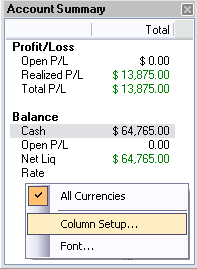 Account Summary
Total
Profit/Loss
Open P/L $ 0.00
Realized P/L $ 13,875.00
Total P/L $ 13,875.00
Balance
Cash $ 64,765.00
Open P/L 0.00
Net Liq $ 64,765.00
Rate
All Currencies
Column Setup...
Font...